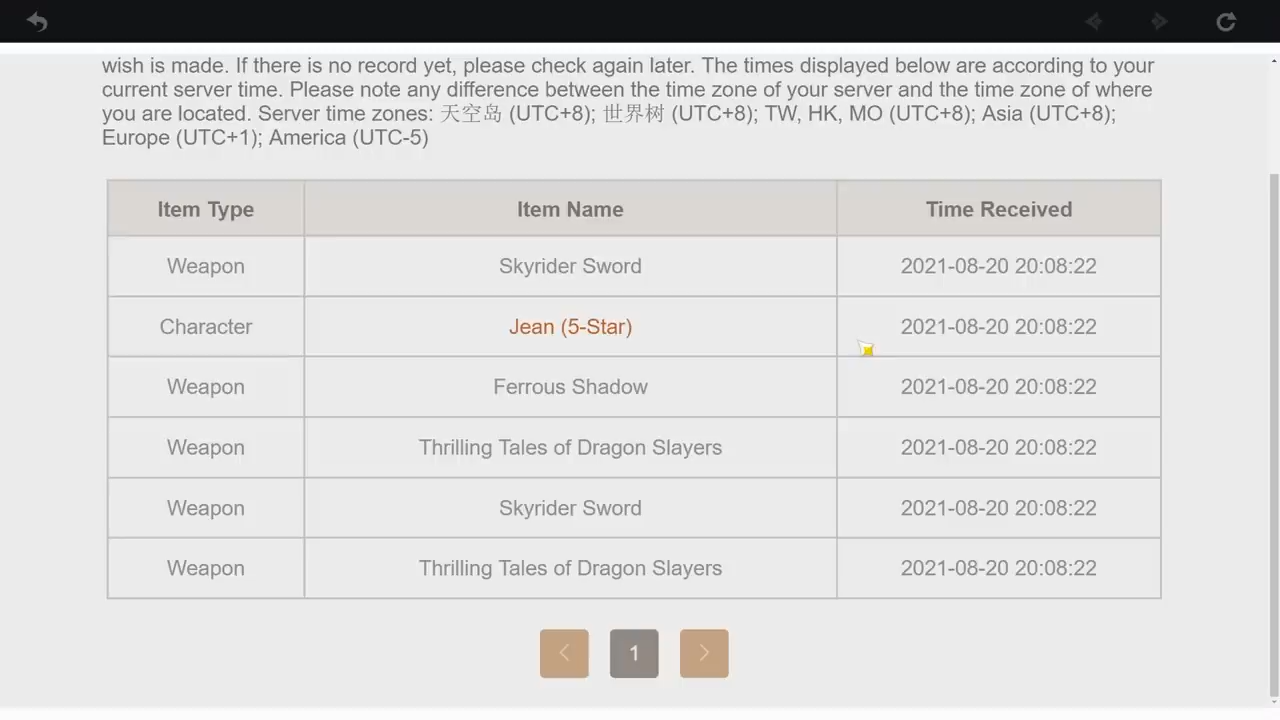 wish is made. If there is no record yet, please check again later. The times displayed below are according to your
current server time. Please note any difference between the time zone of your server and the time zone of where
you are located. Server time zones: 天空岛 (UTC+8); 世界树 (UTC+8); TW, HK, MO (UTC+8); Asia (UTC+8);
Europe (UTC+1); America (UTC-5)
Item Type Item Name Time Received
Weapon Skyrider Sword 2021-08-20 20:08:22
Character Jean (5-Star) 2021-08-20 20:08:22
Weapon Ferrous Shadow 2021-08-20 20:08:22
Weapon Thrilling Tales of Dragon Slayers 2021-08-20 20:08:22
Weapon Skyrider Sword 2021-08-20 20:08:22
Weapon Thrilling Tales of Dragon Slayers 2021-08-20 20:08:22
1